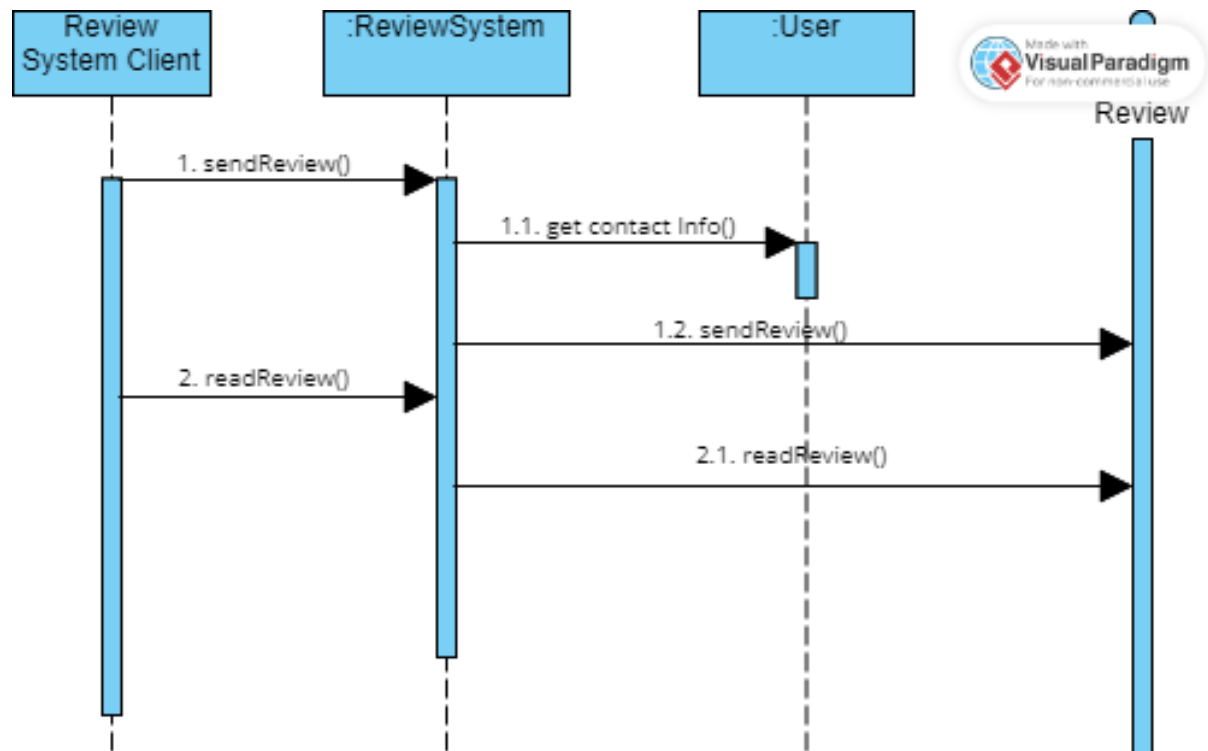 Review
System Client
:ReviewSystem
:User
Made with
Visual Paradigm
For non-commercial use
Review
1. sendReview()
1.1. get contact Info()
1.2. sendReview()
2. readReview()
2.1. readReview()